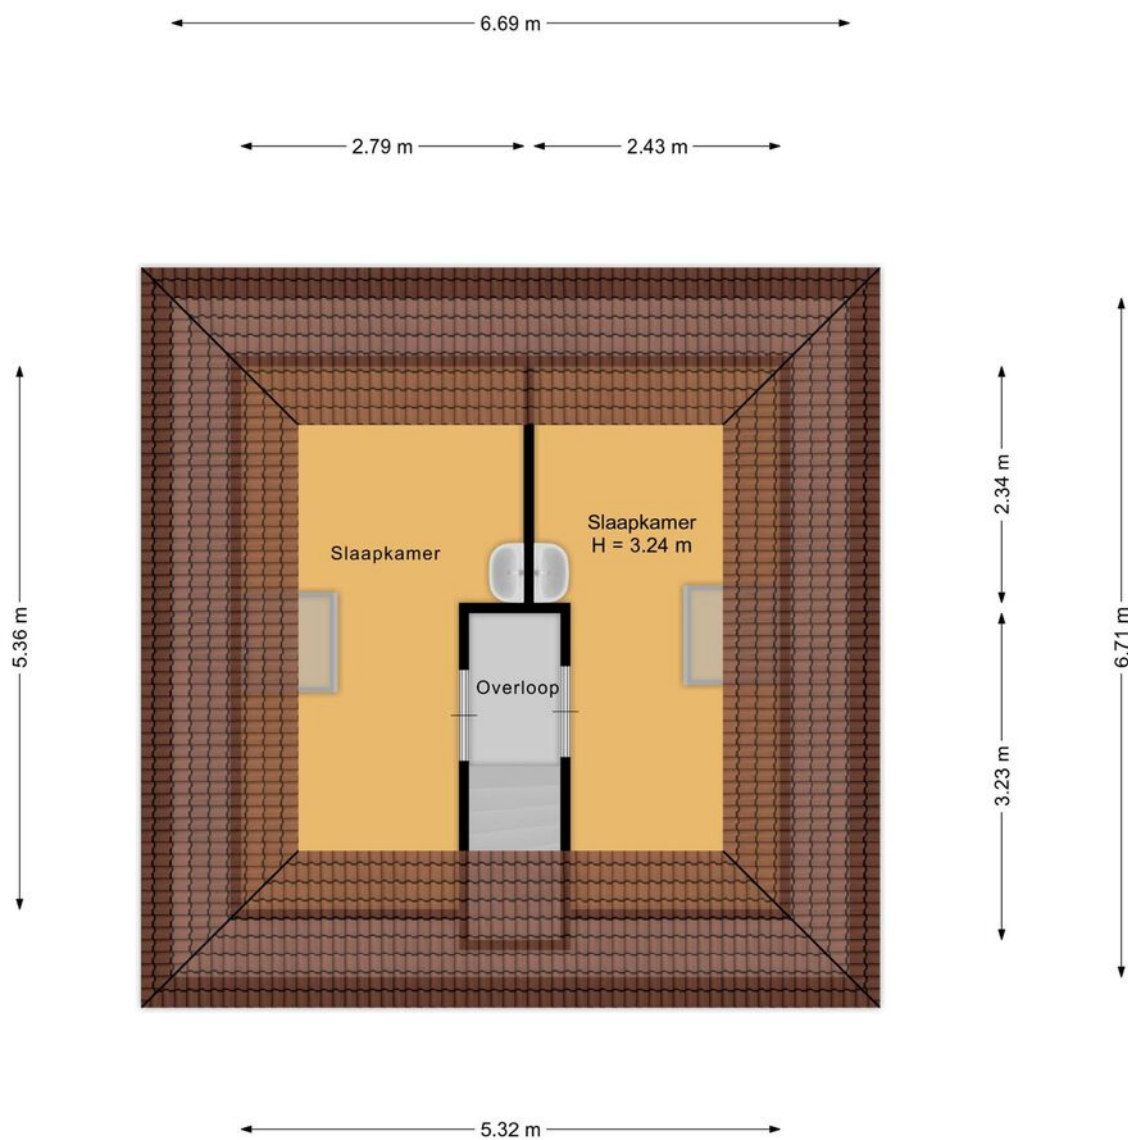 6.69 m
2.79 m
2.43 m
Slaapkamer
H = 3.24 m
Slaapkamer
Overloop
5.36 m
2.34 m
3.23 m
6.71 m
5.32 m